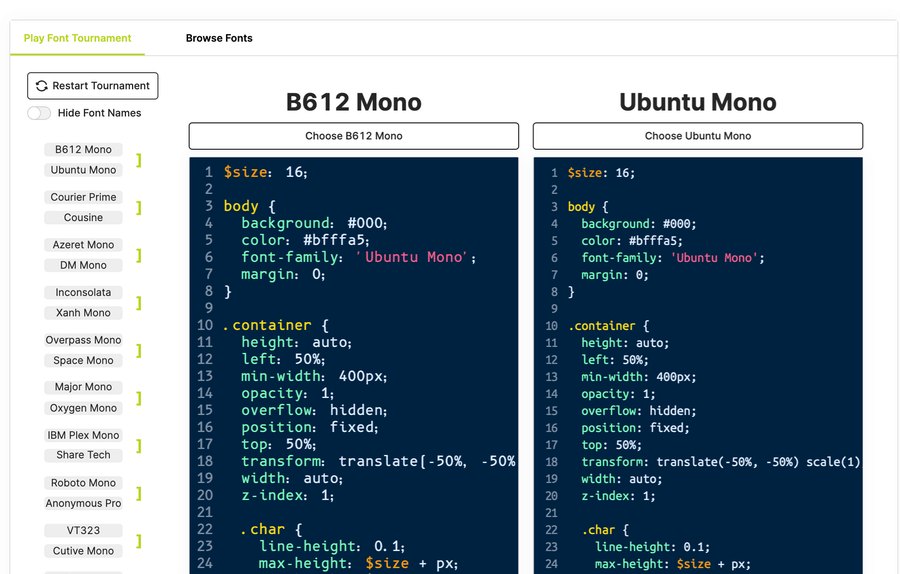 Play Font Tournament
Browse Fonts
Restart Tournament
Hide Font Names
B612 Mono
Ubuntu Mono
]
Courier Prime
Cousine
]
Azeret Mono
DM Mono
]
Inconsolata
Xanh Mono
]
Overpass Mono
Space Mono
]
Major Mono
Oxygen Mono
]
IBM Plex Mono
Share Tech
]
Roboto Mono
Anonymous Pro
]
VT323
Cutive Mono
]
B612 Mono
Choose B612 Mono
1 $size: 16;
2
3 body {
4   background: #000;
5   color: #bfffa5;
6   font-family: 'Ubuntu Mono';
7   margin: 0;
8 }
9
10 .container {
11   height: auto;
12   left: 50%;
13   min-width: 400px;
14   opacity: 1;
15   overflow: hidden;
16   position: fixed;
17   top: 50%;
18   transform: translate(-50%, -50%
19   width: auto;
20   z-index: 1;
21
22   .char {
23     line-height: 0.1;
24     max-height: $size + px;
Ubuntu Mono
Choose Ubuntu Mono
1 $size: 16;
2
3 body {
4   background: #000;
5   color: #bfffa5;
6   font-family: 'Ubuntu Mono';
7   margin: 0;
8 }
9
10 .container {
11   height: auto;
12   left: 50%;
13   min-width: 400px;
14   opacity: 1;
15   overflow: hidden;
16   position: fixed;
17   top: 50%;
18   transform: translate(-50%, -50%) scale(1)
19   width: auto;
20   z-index: 1;
21
22   .char {
23     line-height: 0.1;
24     max-height: $size + px;